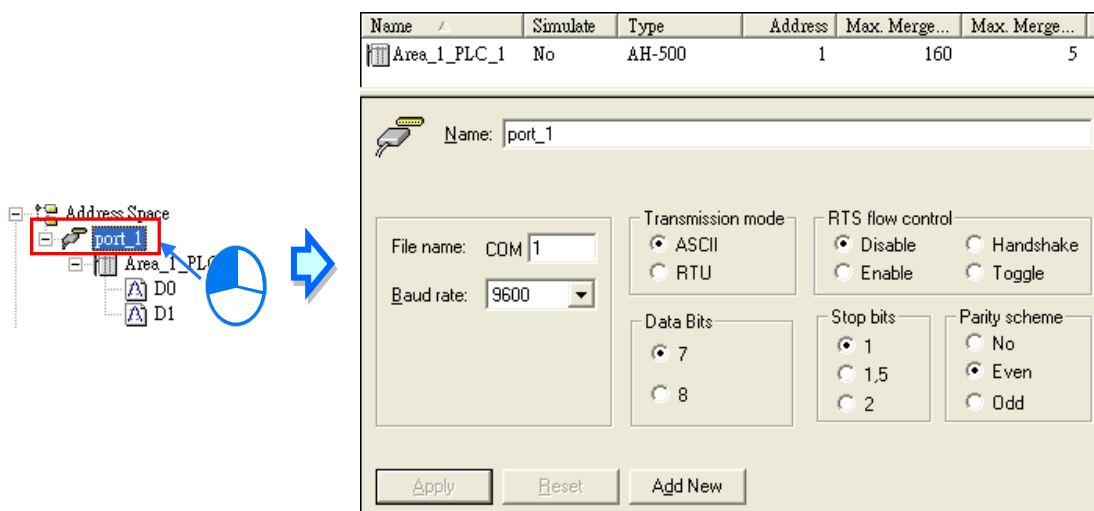 Name Simulate Type Address Max. Merge... Max. Merge...
Area_1_PLC_1 No AH-500 1 160 5
Name: port_1
Address Space
port_1
Area_1_PLC
D0
D1
File name: COM 1
Baud rate: 9600
Transmission mode
ASCII
RTU
RTS flow control
Disable Handshake
Enable Toggle
Data Bits
7
8
Stop bits
1
1,5
2
Parity scheme
No
Even
Odd
Apply Reset Add New